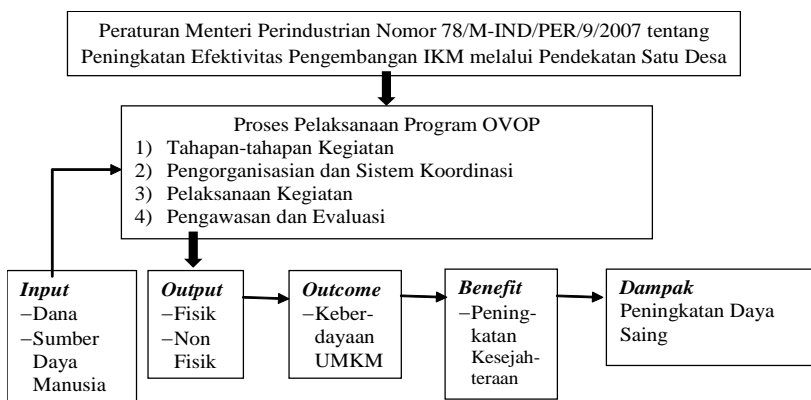 Peraturan Menteri Perindustrian Nomor 78/M-IND/PER/9/2007 tentang
Peningkatan Efektivitas Pengembangan IKM melalui Pendekatan Satu Desa
Proses Pelaksanaan Program OVOP
1) Tahapan-tahapan Kegiatan
2) Pengorganisasian dan Sistem Koordinasi
3) Pelaksanaan Kegiatan
4) Pengawasan dan Evaluasi
Input
−Dana
−Sumber
Daya
Manusia
Output
−Fisik
−Non
Fisik
Outcome
−Keber-
dayaan
UMKM
Benefit
−Pening-
katan
Kesejah-
teraan
Dampak
Peningkatan Daya
Saing